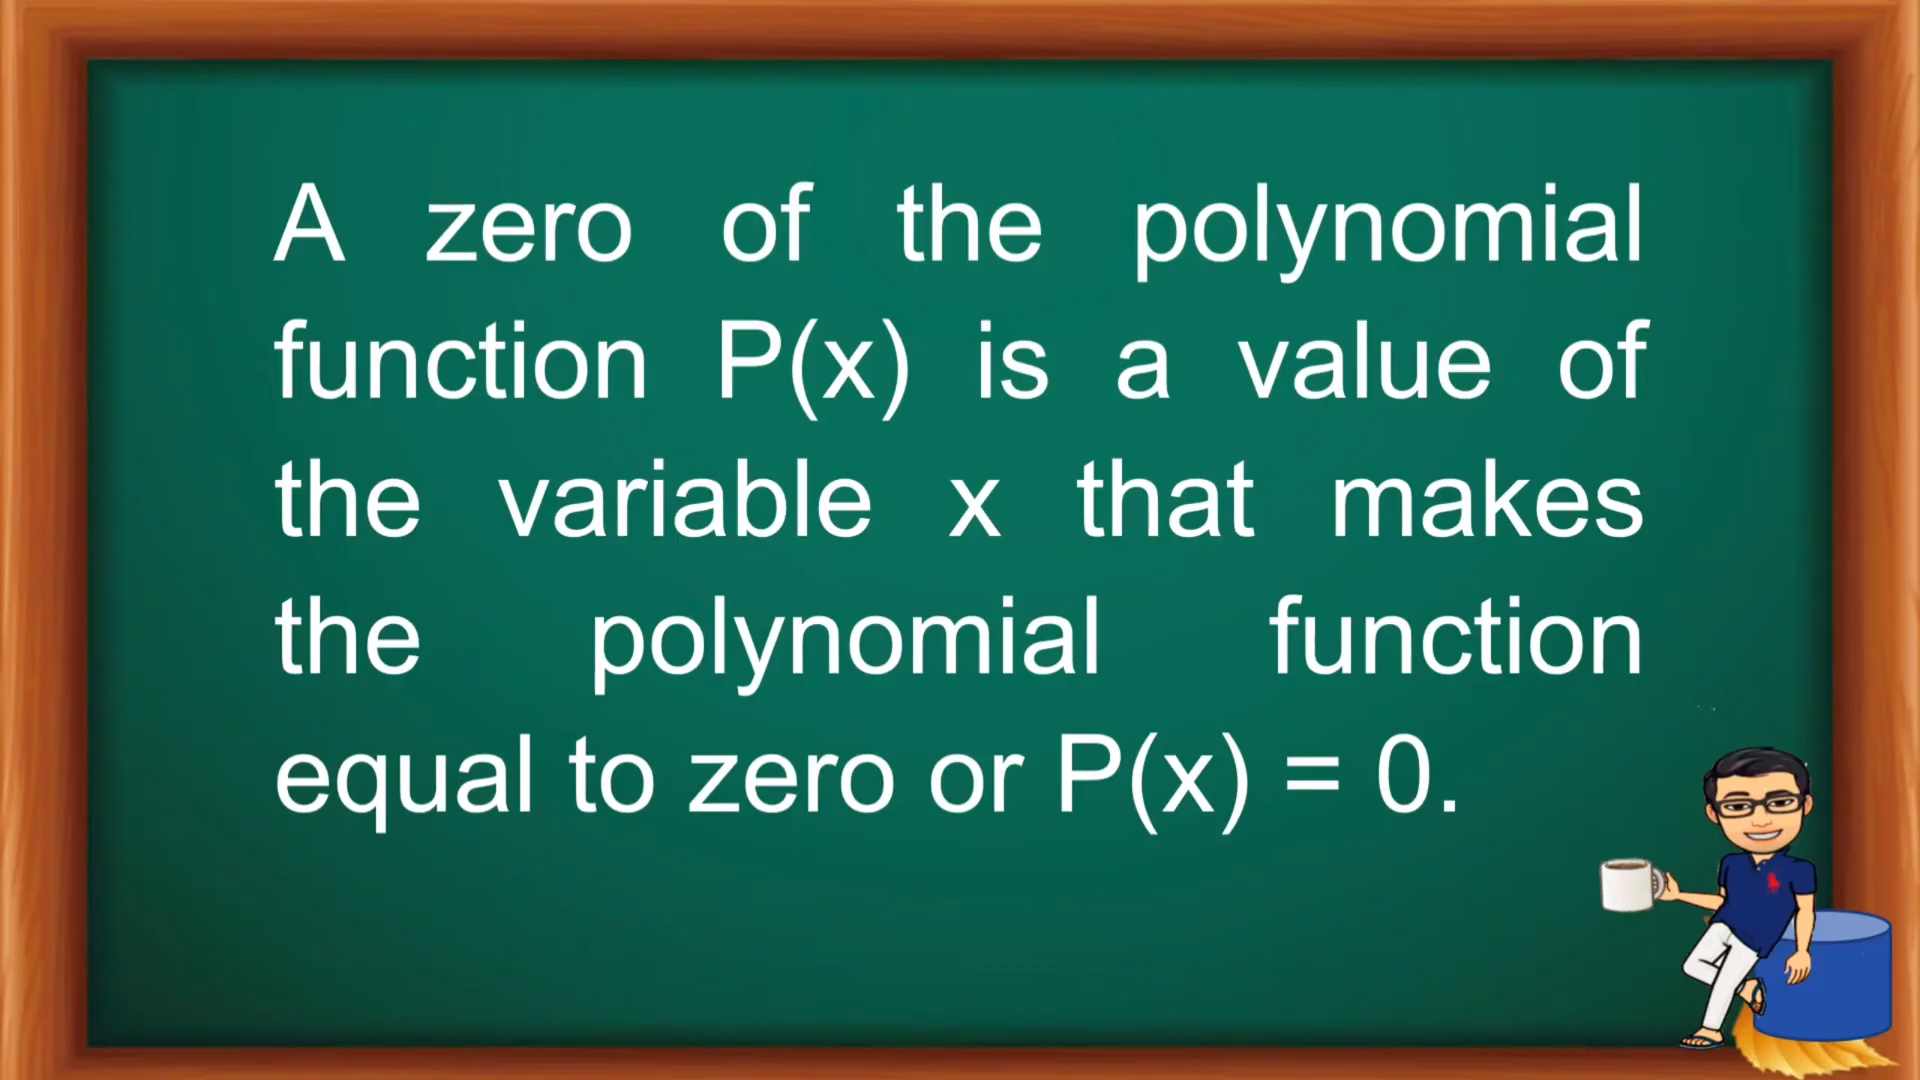 A zero of the polynomial
function P(x) is a value of
the variable x that makes
the polynomial function
equal to zero or P(x) = 0.